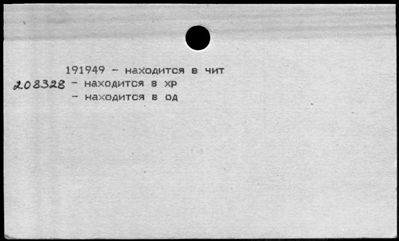 191949 - находится в чит
208328 - находится в хр
- находится в од